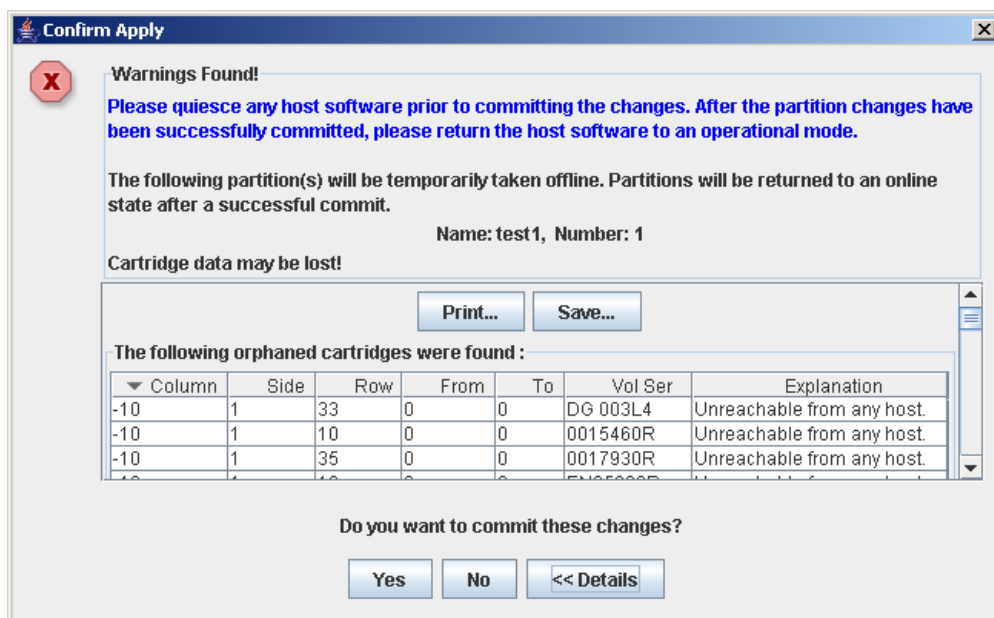 Confirm Apply
Warnings Found!
Please quiesce any host software prior to committing the changes. After the partition changes have
been successfully committed, please return the host software to an operational mode.
The following partition(s) will be temporarily taken offline. Partitions will be returned to an online
state after a successful commit.
Name: test1, Number: 1
Cartridge data may be lost!
Print... Save...
The following orphaned cartridges were found :
Column Side Row From To Vol Ser Explanation
-10 1 33 0 0 DG 003L4 Unreachable from any host.
-10 1 10 0 0 0015460R Unreachable from any host.
-10 1 35 0 0 0017930R Unreachable from any host.
Do you want to commit these changes?
Yes No << Details